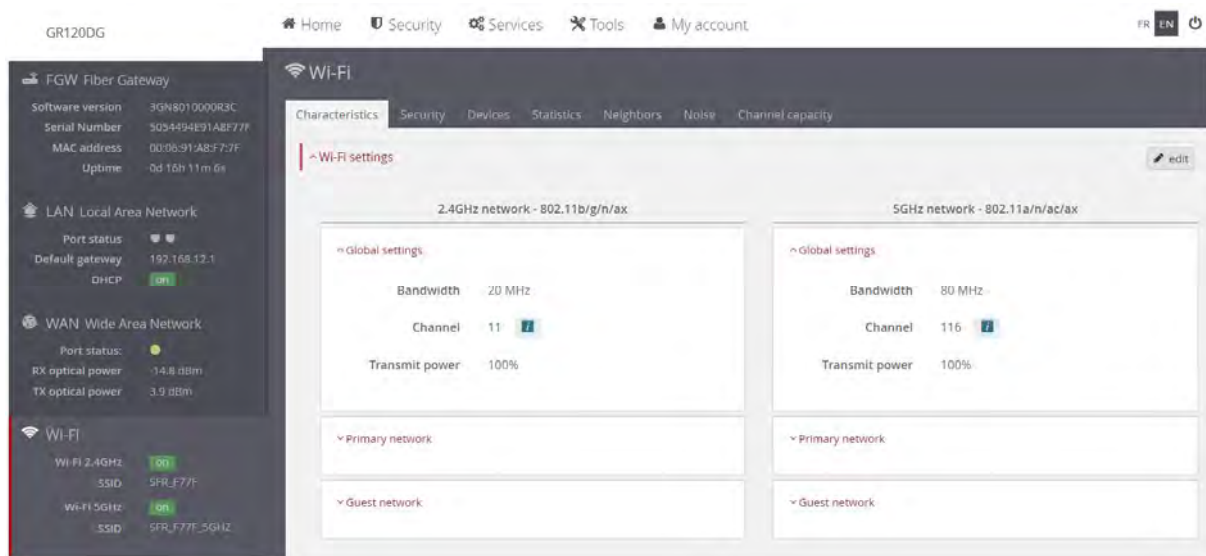 GR120DG
Home Security Services Tools My account FR EN
FGW Fiber Gateway
Software version 3GN8010000R3C
Serial Number 5054494E91A8F77F
MAC address 00:06:91:A8:F7:7F
Uptime 0d 16h 11m 6s
LAN Local Area Network
Port status
Default gateway 192.168.12.1
DHCP on
WAN Wide Area Network
Port status:
RX optical power -14.8 dBm
TX optical power 3.9 dBm
Wi-Fi
Wi-Fi 2.4GHz on
SSID SFR_F77F
Wi-Fi 5GHz on
SSID SFR_F77F_5GHZ
Wi-Fi
Characteristics Security Devices Statistics Neighbors Noise Channel capacity
Wi-Fi settings edit
2.4GHz network - 802.11b/g/n/ax
Global settings
Bandwidth 20 MHz
Channel 11 i
Transmit power 100%
Primary network
Guest network
5GHz network - 802.11a/n/ac/ax
Global settings
Bandwidth 80 MHz
Channel 116 i
Transmit power 100%
Primary network
Guest network